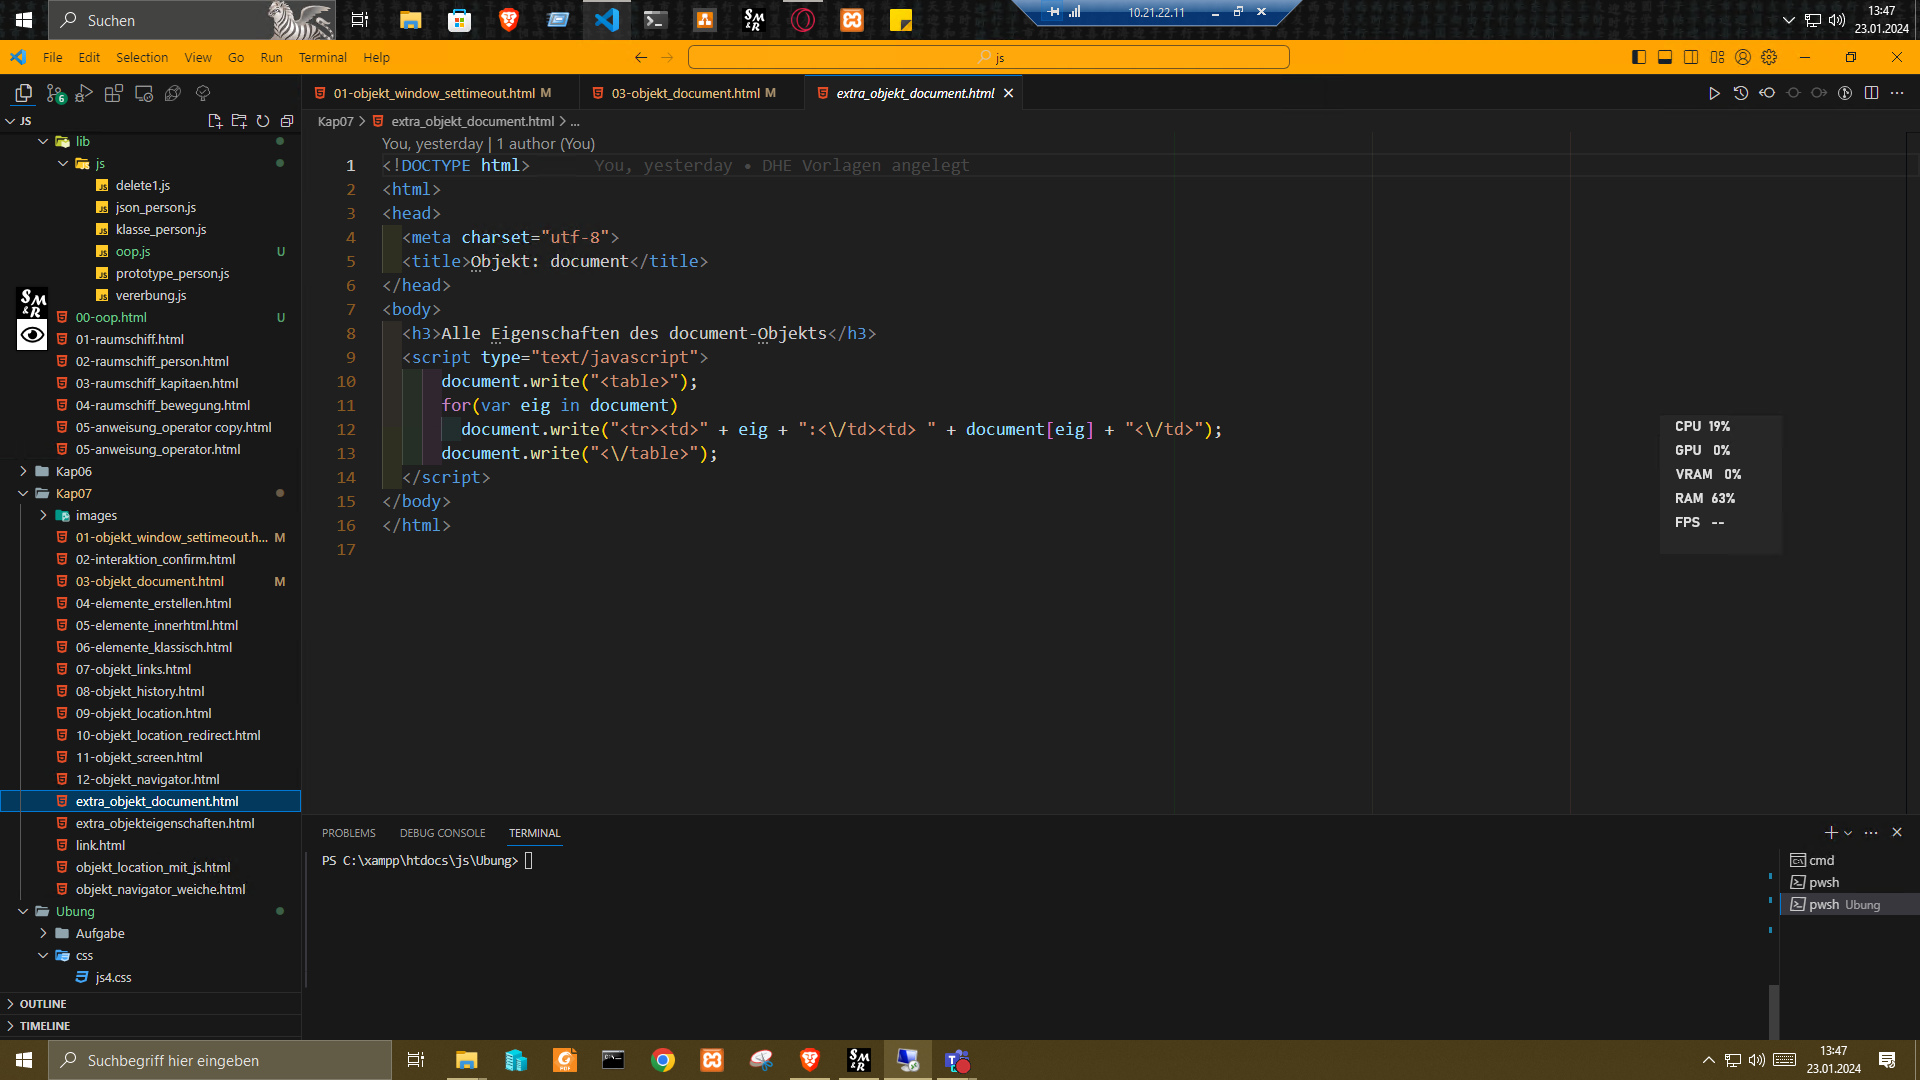 Suchen
10.21.22.11
13:47
23.01.2024
File Edit Selection View Go Run Terminal Help
js
6
01-objekt_window_settimeout.html M
03-objekt_document.html M
extra_objekt_document.html
JS
Kap07 > extra_objekt_document.html > ...
lib
js
delete1.js
json_person.js
klasse_person.js
oop.js U
prototype_person.js
vererbung.js
00-oop.html U
01-raumschiff.html
02-raumschiff_person.html
03-raumschiff_kapitaen.html
04-raumschiff_bewegung.html
05-anweisung_operator copy.html
05-anweisung_operator.html
Kap06
Kap07
images
01-objekt_window_settimeout.h... M
02-interaktion_confirm.html
03-objekt_document.html M
04-elemente_erstellen.html
05-elemente_innerhtml.html
06-elemente_klassisch.html
07-objekt_links.html
08-objekt_history.html
09-objekt_location.html
10-objekt_location_redirect.html
11-objekt_screen.html
12-objekt_navigator.html
extra_objekt_document.html
extra_objekteigenschaften.html
link.html
objekt_location_mit_js.html
objekt_navigator_weiche.html
Ubung
Aufgabe
css
js4.css
OUTLINE
TIMELINE
SM&R
You, yesterday | 1 author (You)
1 <!DOCTYPE html> You, yesterday • DHE Vorlagen angelegt
2 <html>
3 <head>
4 <meta charset="utf-8">
5 <title>Objekt: document</title>
6 </head>
7 <body>
8 <h3>Alle Eigenschaften des document-Objekts</h3>
9 <script type="text/javascript">
10 document.write("<table>");
11 for(var eig in document)
12 document.write("<tr><td>" + eig + ":<\/td><td> " + document[eig] + "<\/td>");
13 document.write("<\/table>");
14 </script>
15 </body>
16 </html>
17
CPU 19%
GPU 0%
VRAM 0%
RAM 63%
FPS --
PROBLEMS DEBUG CONSOLE TERMINAL
PS C:\xampp\htdocs\js\Ubung>
cmd
pwsh
pwsh Ubung
Suchbegriff hier eingeben
13:47
23.01.2024